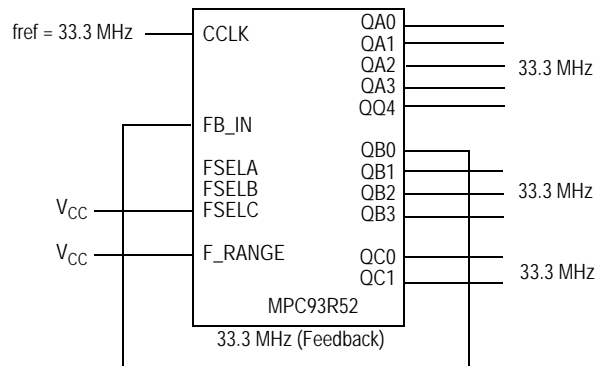 fref = 33.3 MHz
CCLK
FB_IN
FSELA
FSELB
VCC
FSELC
VCC
F_RANGE
QA0
QA1
QA2
QA3
QQ4
33.3 MHz
QB0
QB1
QB2
QB3
33.3 MHz
QC0
QC1
33.3 MHz
MPC93R52
33.3 MHz (Feedback)